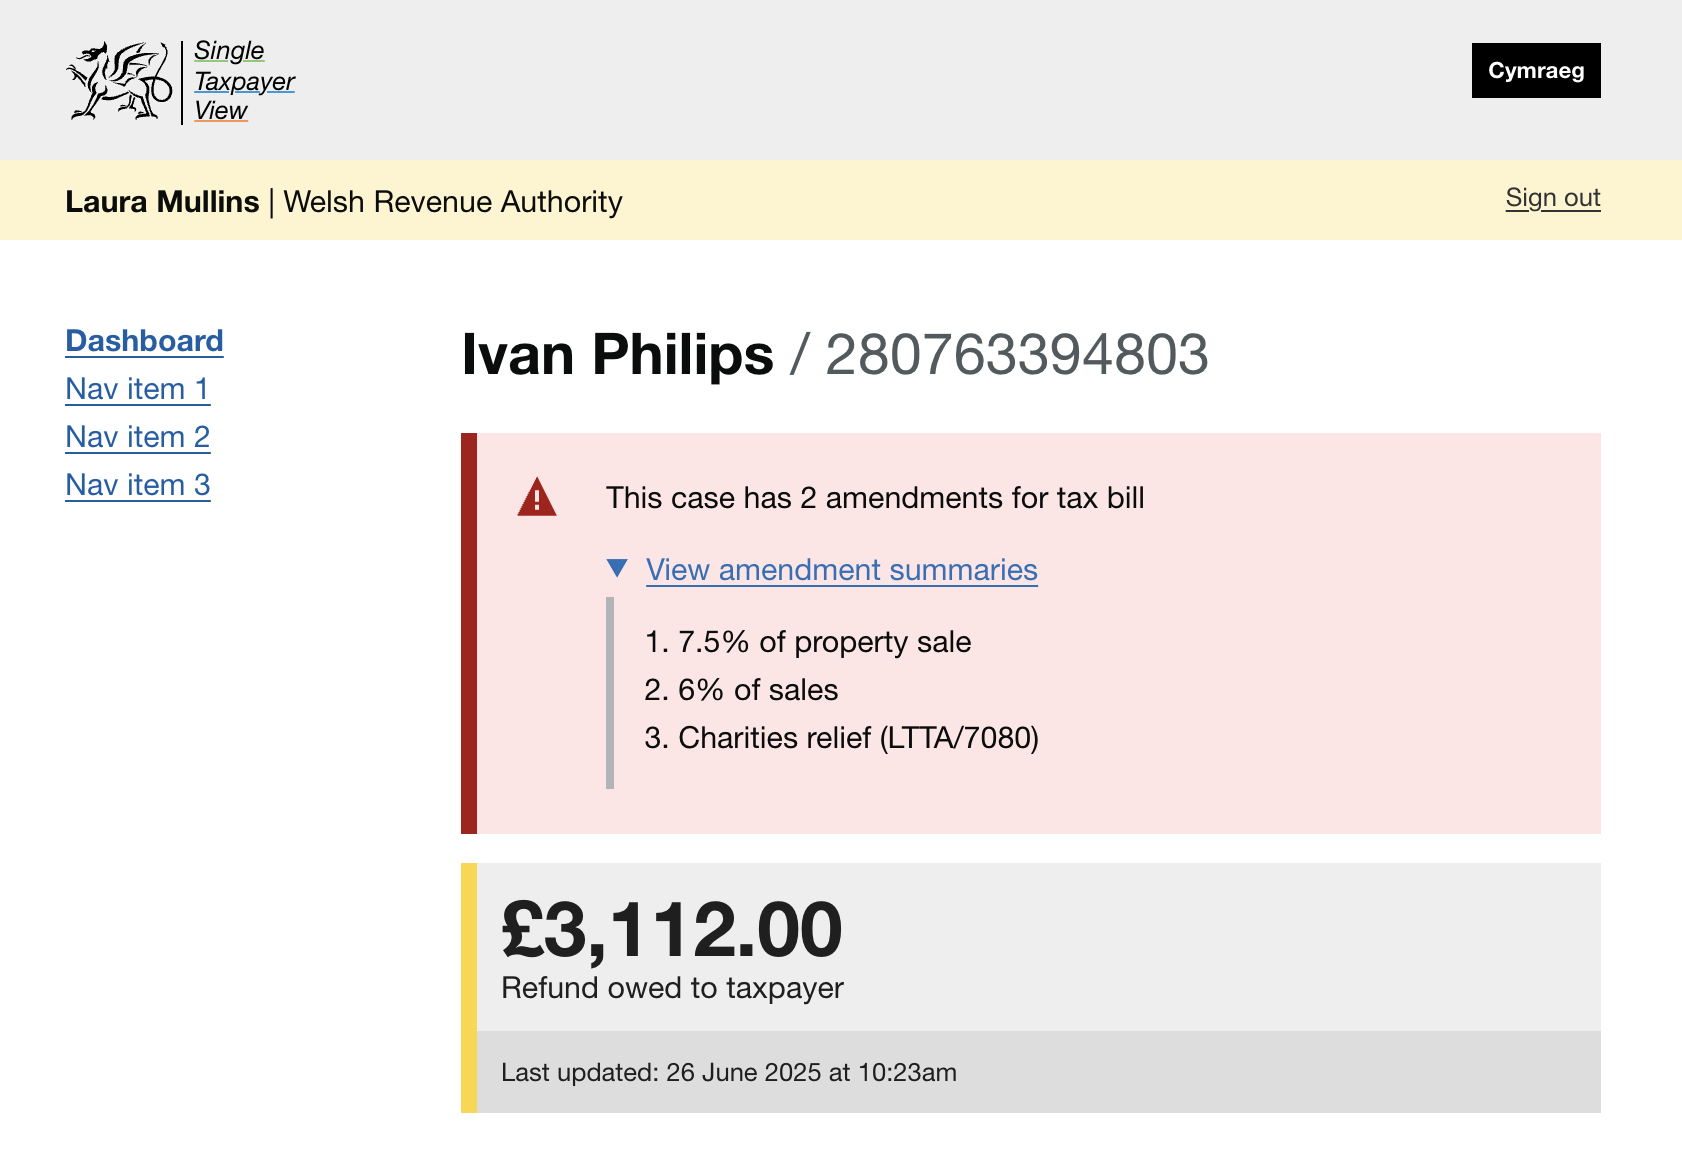 Single
Taxpayer
View
Cymraeg
Laura Mullins | Welsh Revenue Authority
Sign out
Dashboard
Nav item 1
Nav item 2
Nav item 3
Ivan Philips / 280763394803
This case has 2 amendments for tax bill
View amendment summaries
1. 7.5% of property sale
2. 6% of sales
3. Charities relief (LTTA/7080)
£3,112.00
Refund owed to taxpayer
Last updated: 26 June 2025 at 10:23am